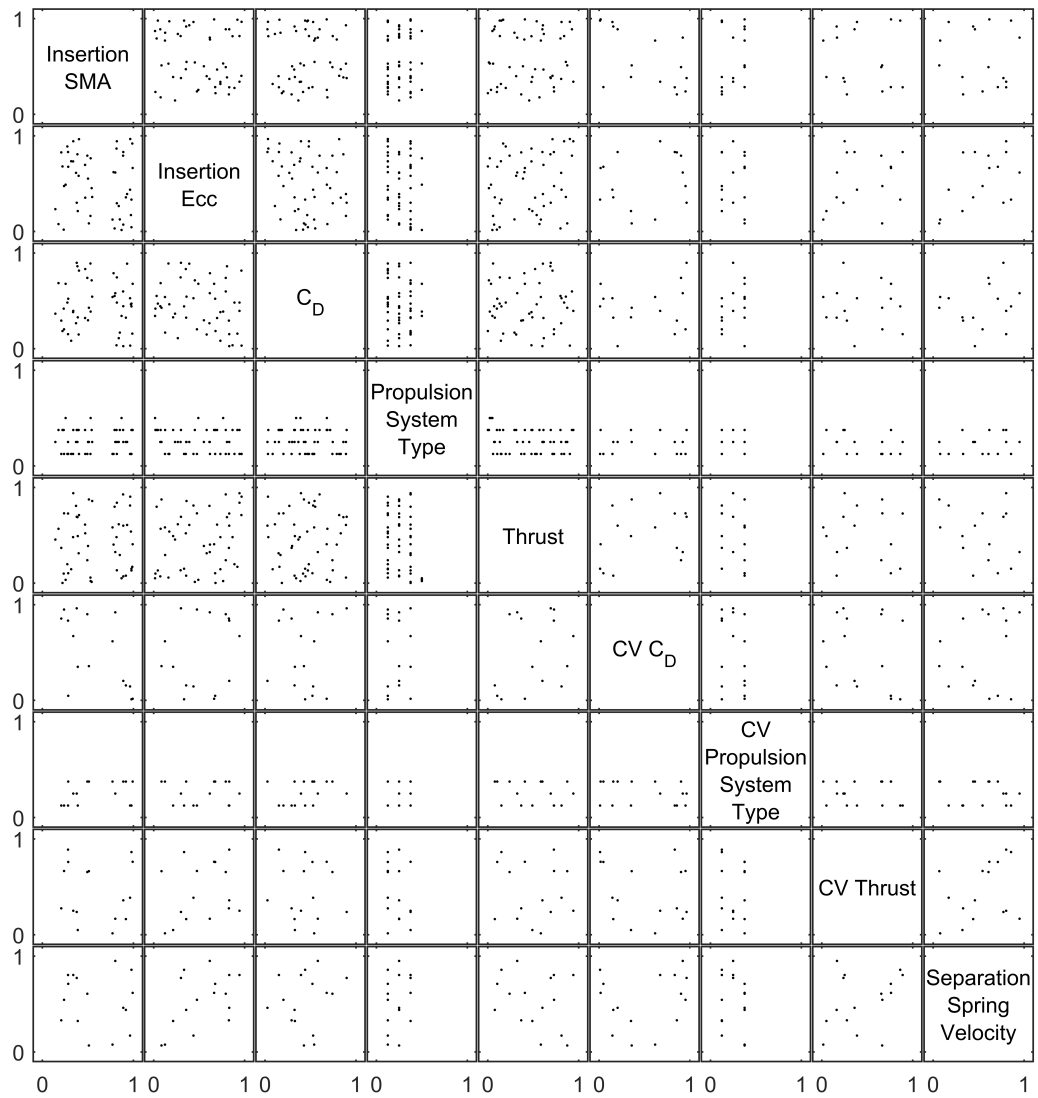 1
Insertion
SMA
0
1
Insertion
Ecc
0
1
C_D
0
1
Propulsion
System
Type
0
1
Thrust
0
1
CV C_D
0
1
CV
Propulsion
System
Type
0
1
CV Thrust
0
1
Separation
Spring
Velocity
0
0 1 0 1 0 1 0 1 0 1 0 1 0 1 0 1 0 1